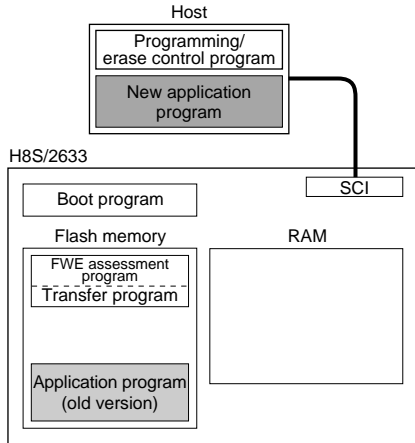 Host
Programming/
erase control program
New application
program
H8S/2633
SCI
Boot program
Flash memory
RAM
FWE assessment
program
Transfer program
Application program
(old version)